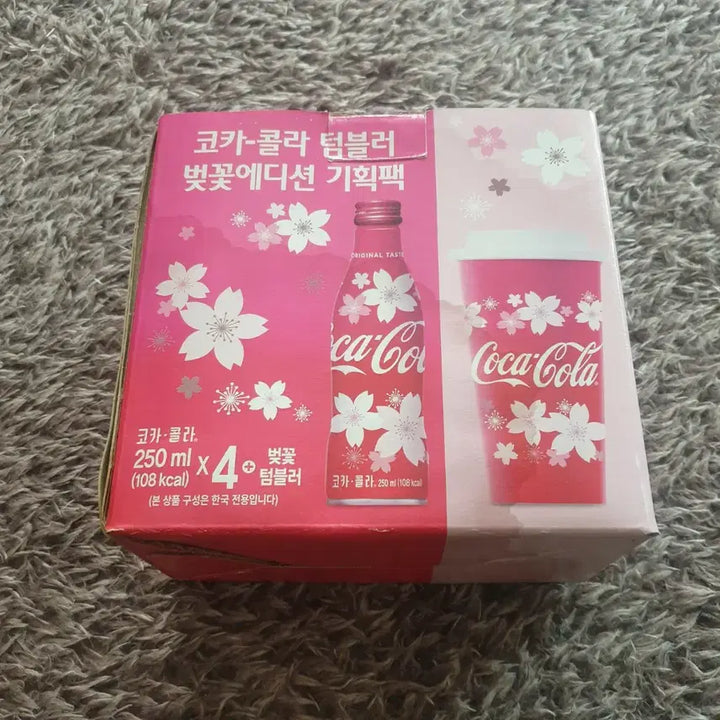 코카-콜라 텀블러
벚꽃에디션 기획팩
ORIGINAL TASTE
Coca-Cola
Coca-Cola
코카-콜라
250 ml
(108 kcal)
x 4 + 벚꽃
텀블러
(본 상품 구성은 한국 전용입니다)
코카-콜라 250 ml (108 kcal)